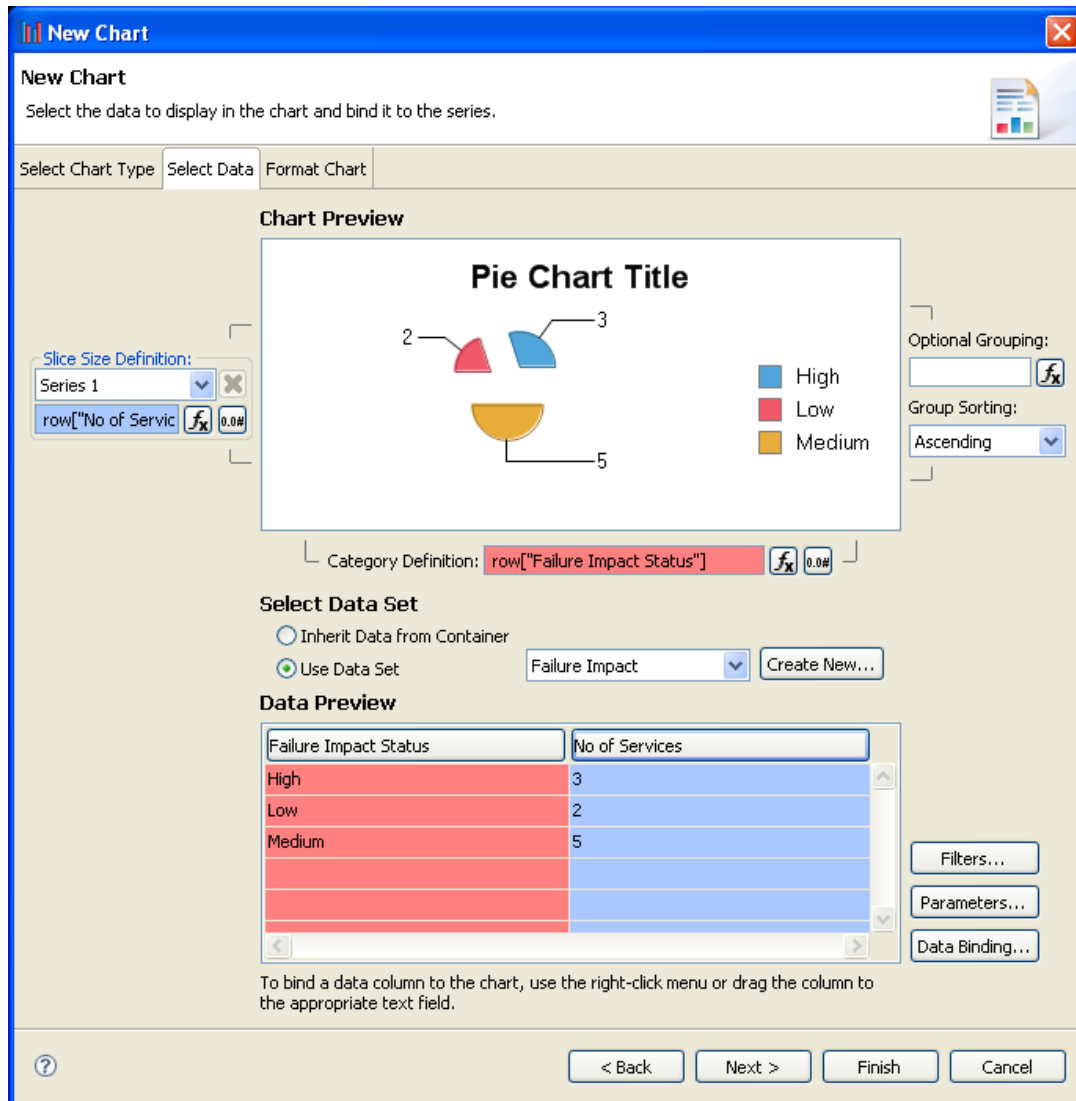 New Chart
New Chart
Select the data to display in the chart and bind it to the series.
Select Chart Type
Select Data
Format Chart
Chart Preview
Pie Chart Title
2
3
5
High
Low
Medium
Slice Size Definition:
Series 1
row["No of Servic
fx
0.0#
Optional Grouping:
fx
Group Sorting:
Ascending
Category Definition:
row["Failure Impact Status"]
fx
0.0#
Select Data Set
Inherit Data from Container
Use Data Set
Failure Impact
Create New...
Data Preview
Failure Impact Status
No of Services
High
3
Low
2
Medium
5
Filters...
Parameters...
Data Binding...
To bind a data column to the chart, use the right-click menu or drag the column to
the appropriate text field.
?
< Back
Next >
Finish
Cancel